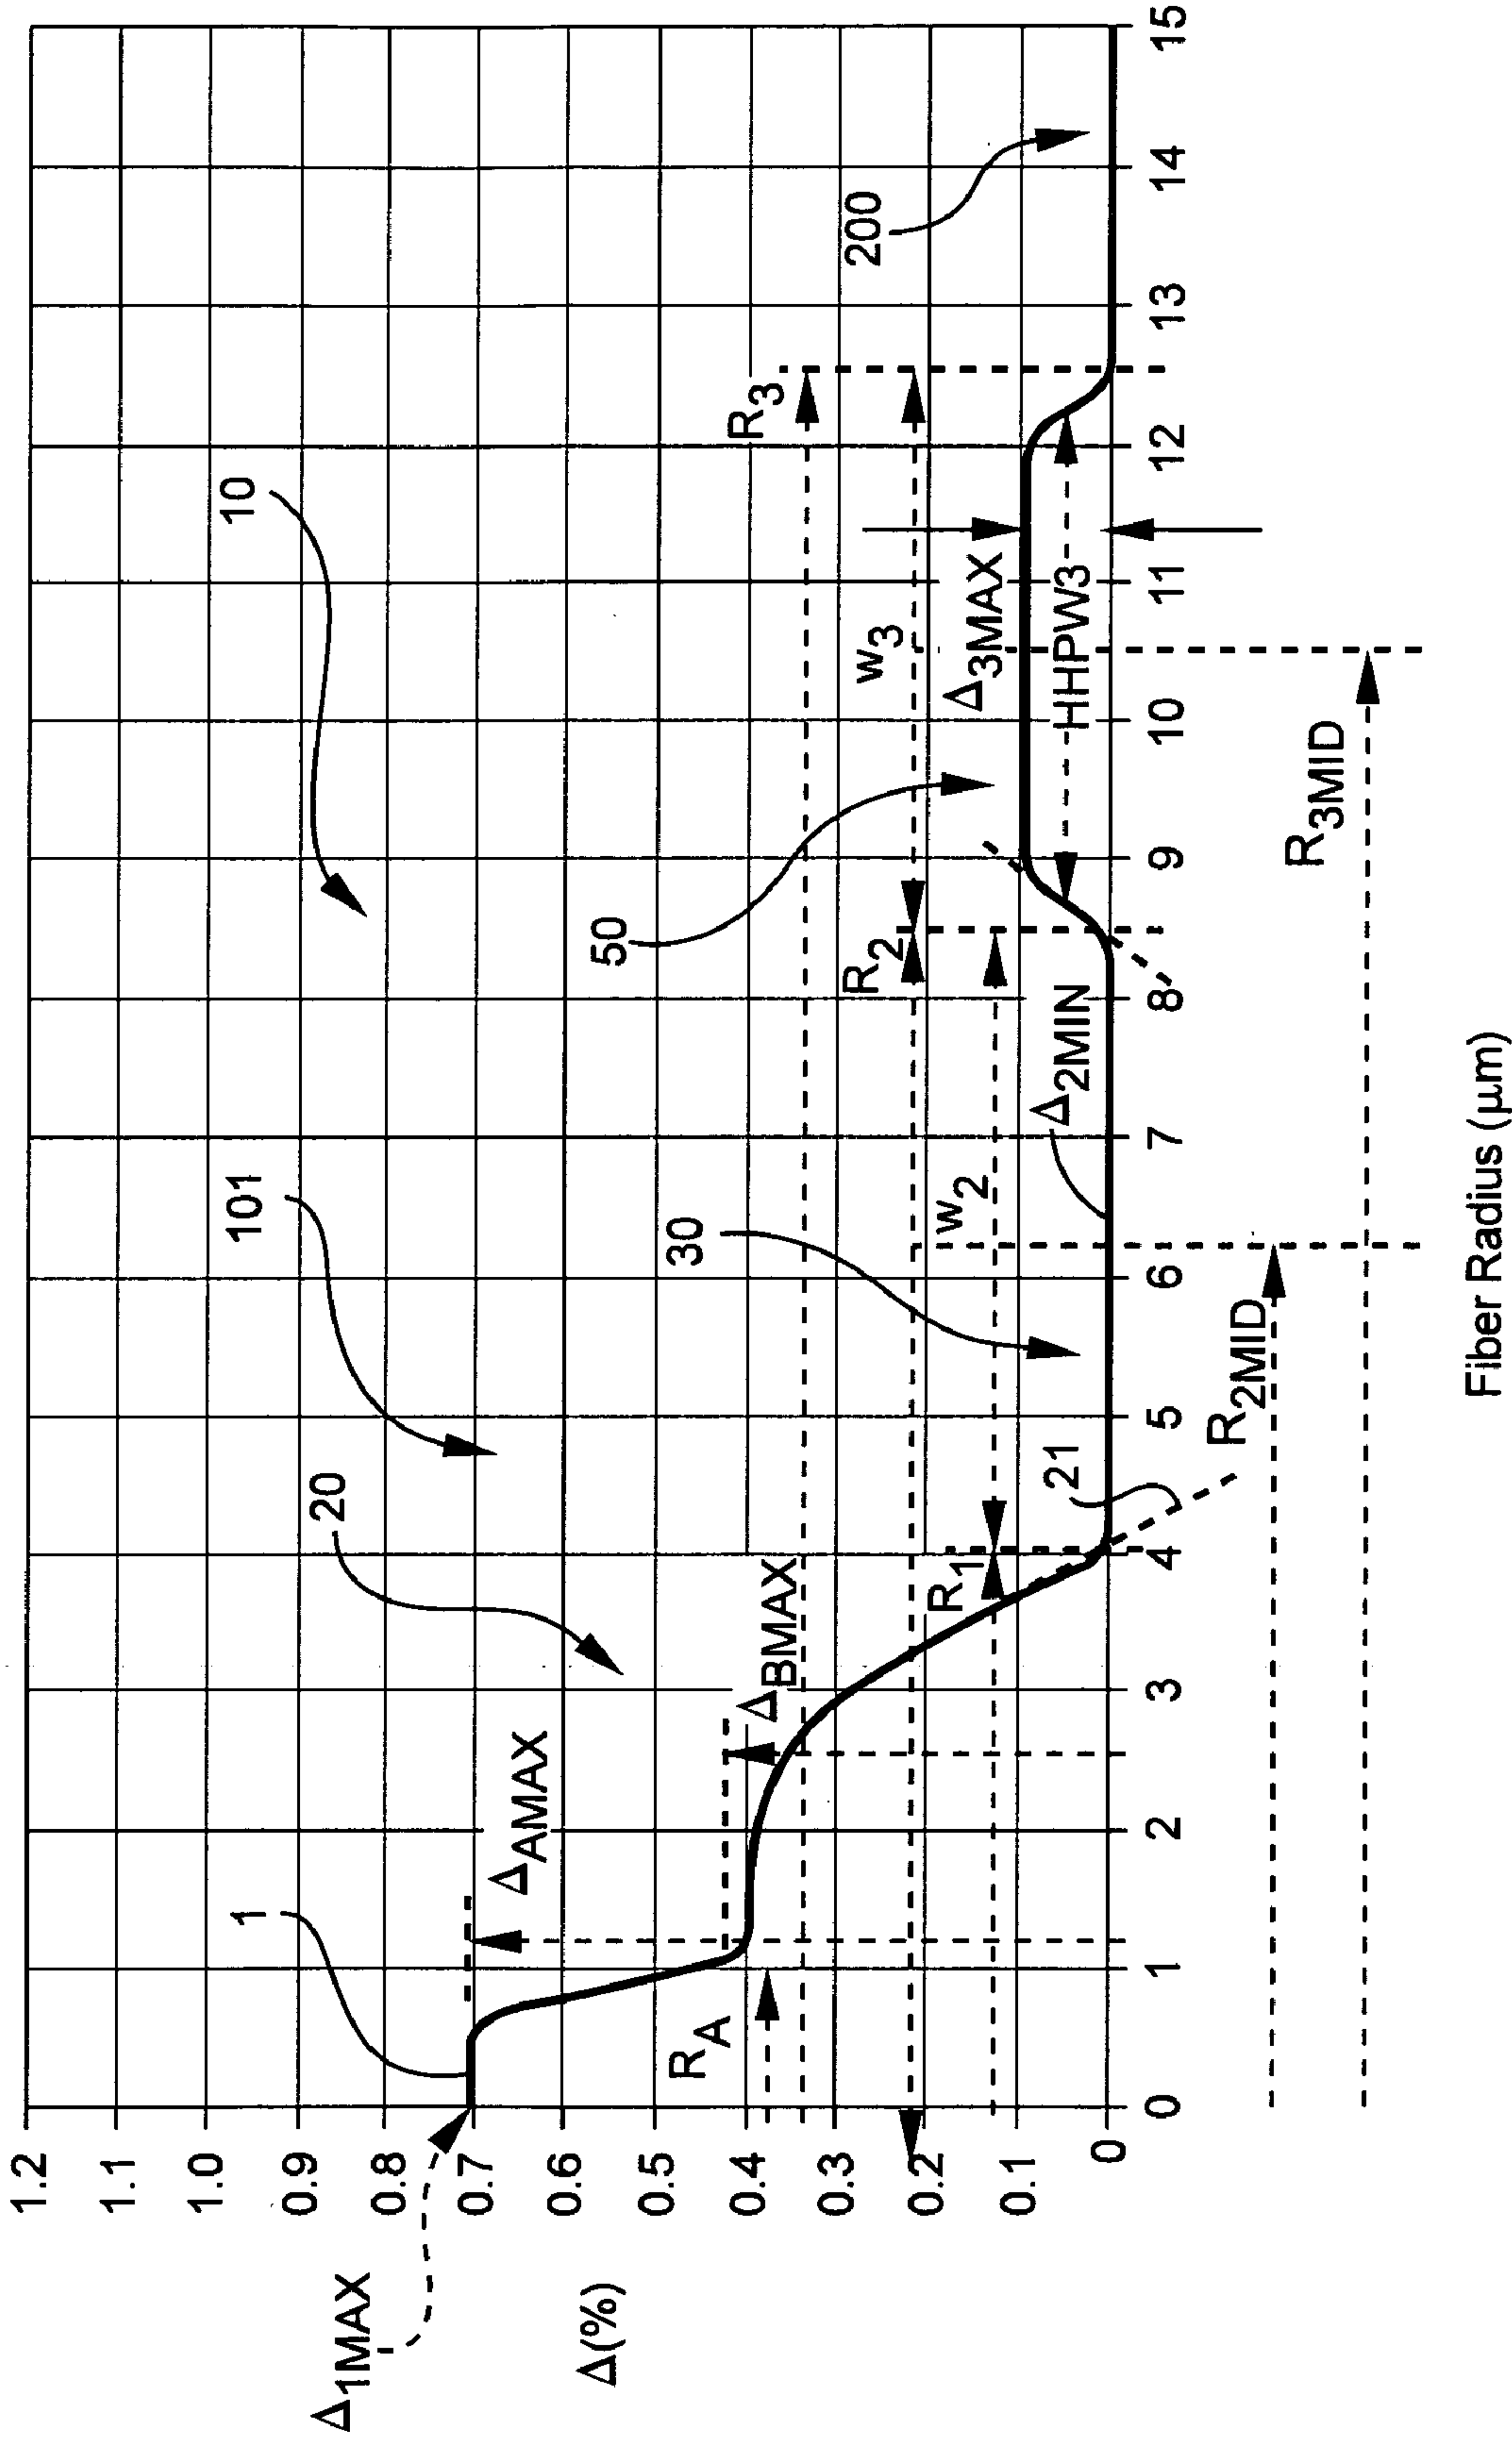 1.2
1.1
1.0
0.9
0.8
0.7
0.6
0.5
0.4
0.3
0.2
0.1
0
Δ1MAX
Δ(%)
1
20
101
10
ΔAMAX
ΔBMAX
RA
30
50
200
R1
R2
R3
w2
w3
Δ2MIN
Δ3MAX
HHPW3
21
0 1 2 3 4 5 6 7 8 9 10 11 12 13 14 15
R2MID
R3MID
Fiber Radius (μm)